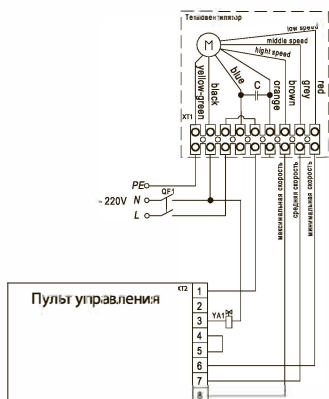 Тепловентилятор
low speed
middle speed
hight speed
M
yellow-green
black
blue
C
orange
brown
grey
red
XT1
PE
~220V
N
QF1
L
максимальная скорость
средняя скорость
минимальная скорость
Пульт управления
XT2
1
2
3
YA1
4
5
6
7
8